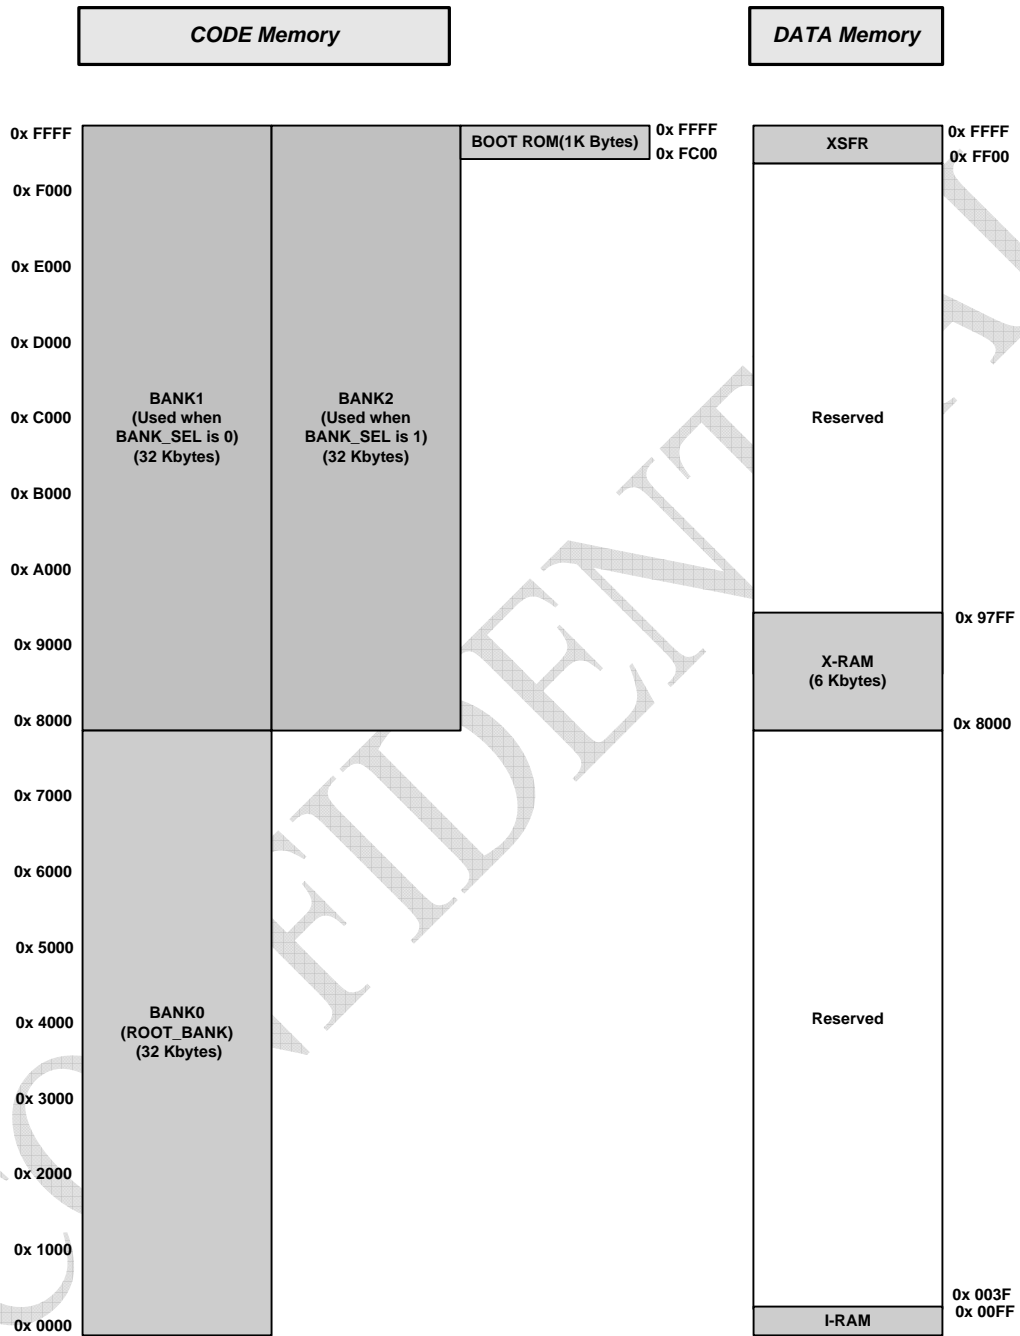 CODE Memory
DATA Memory
0x FFFF
BOOT ROM(1K Bytes)
0x FFFF
0x FC00
XSFR
0x FFFF
0x FF00
0x F000
0x E000
0x D000
0x C000
0x B000
0x A000
0x 9000
0x 8000
BANK1
(Used when
BANK_SEL is 0)
(32 Kbytes)
BANK2
(Used when
BANK_SEL is 1)
(32 Kbytes)
Reserved
0x 97FF
X-RAM
(6 Kbytes)
0x 8000
0x 7000
0x 6000
0x 5000
0x 4000
0x 3000
0x 2000
0x 1000
0x 0000
BANK0
(ROOT_BANK)
(32 Kbytes)
Reserved
0x 003F
0x 00FF
I-RAM